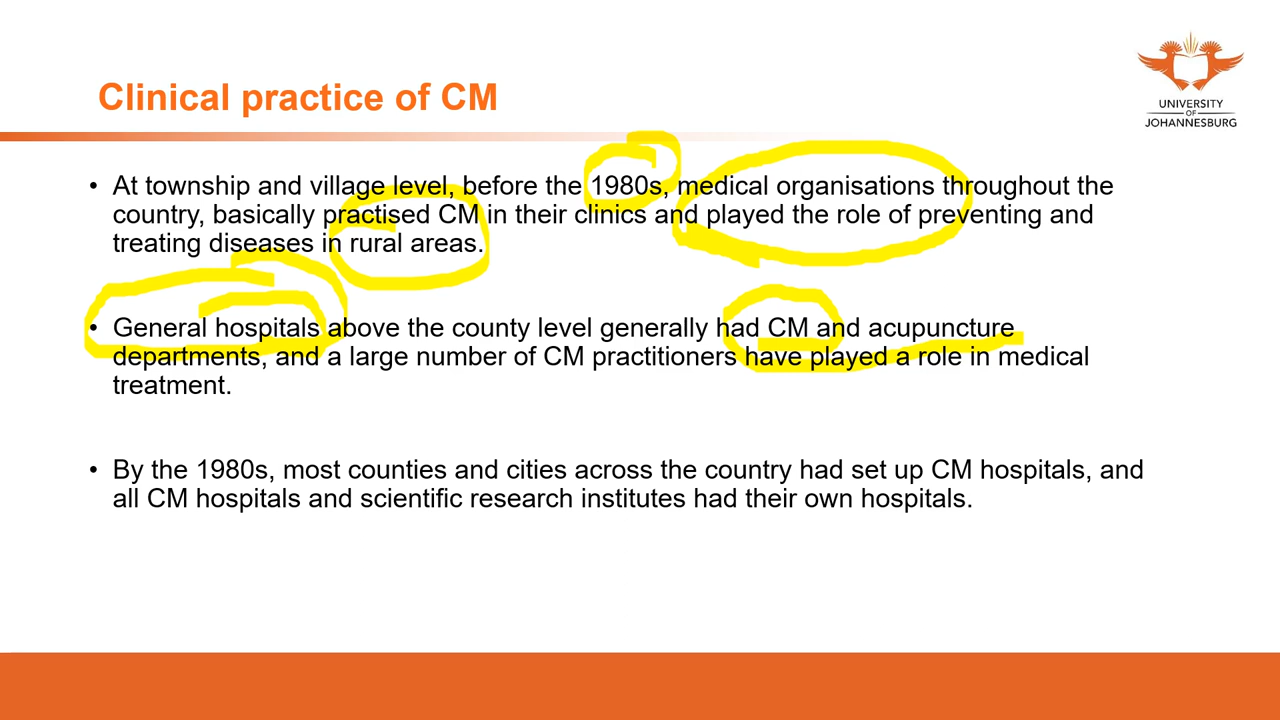 Clinical practice of CM
UNIVERSITY
OF
JOHANNESBURG
• At township and village level, before the 1980s, medical organisations throughout the
country, basically practised CM in their clinics and played the role of preventing and
treating diseases in rural areas.
• General hospitals above the county level generally had CM and acupuncture
departments, and a large number of CM practitioners have played a role in medical
treatment.
• By the 1980s, most counties and cities across the country had set up CM hospitals, and
all CM hospitals and scientific research institutes had their own hospitals.